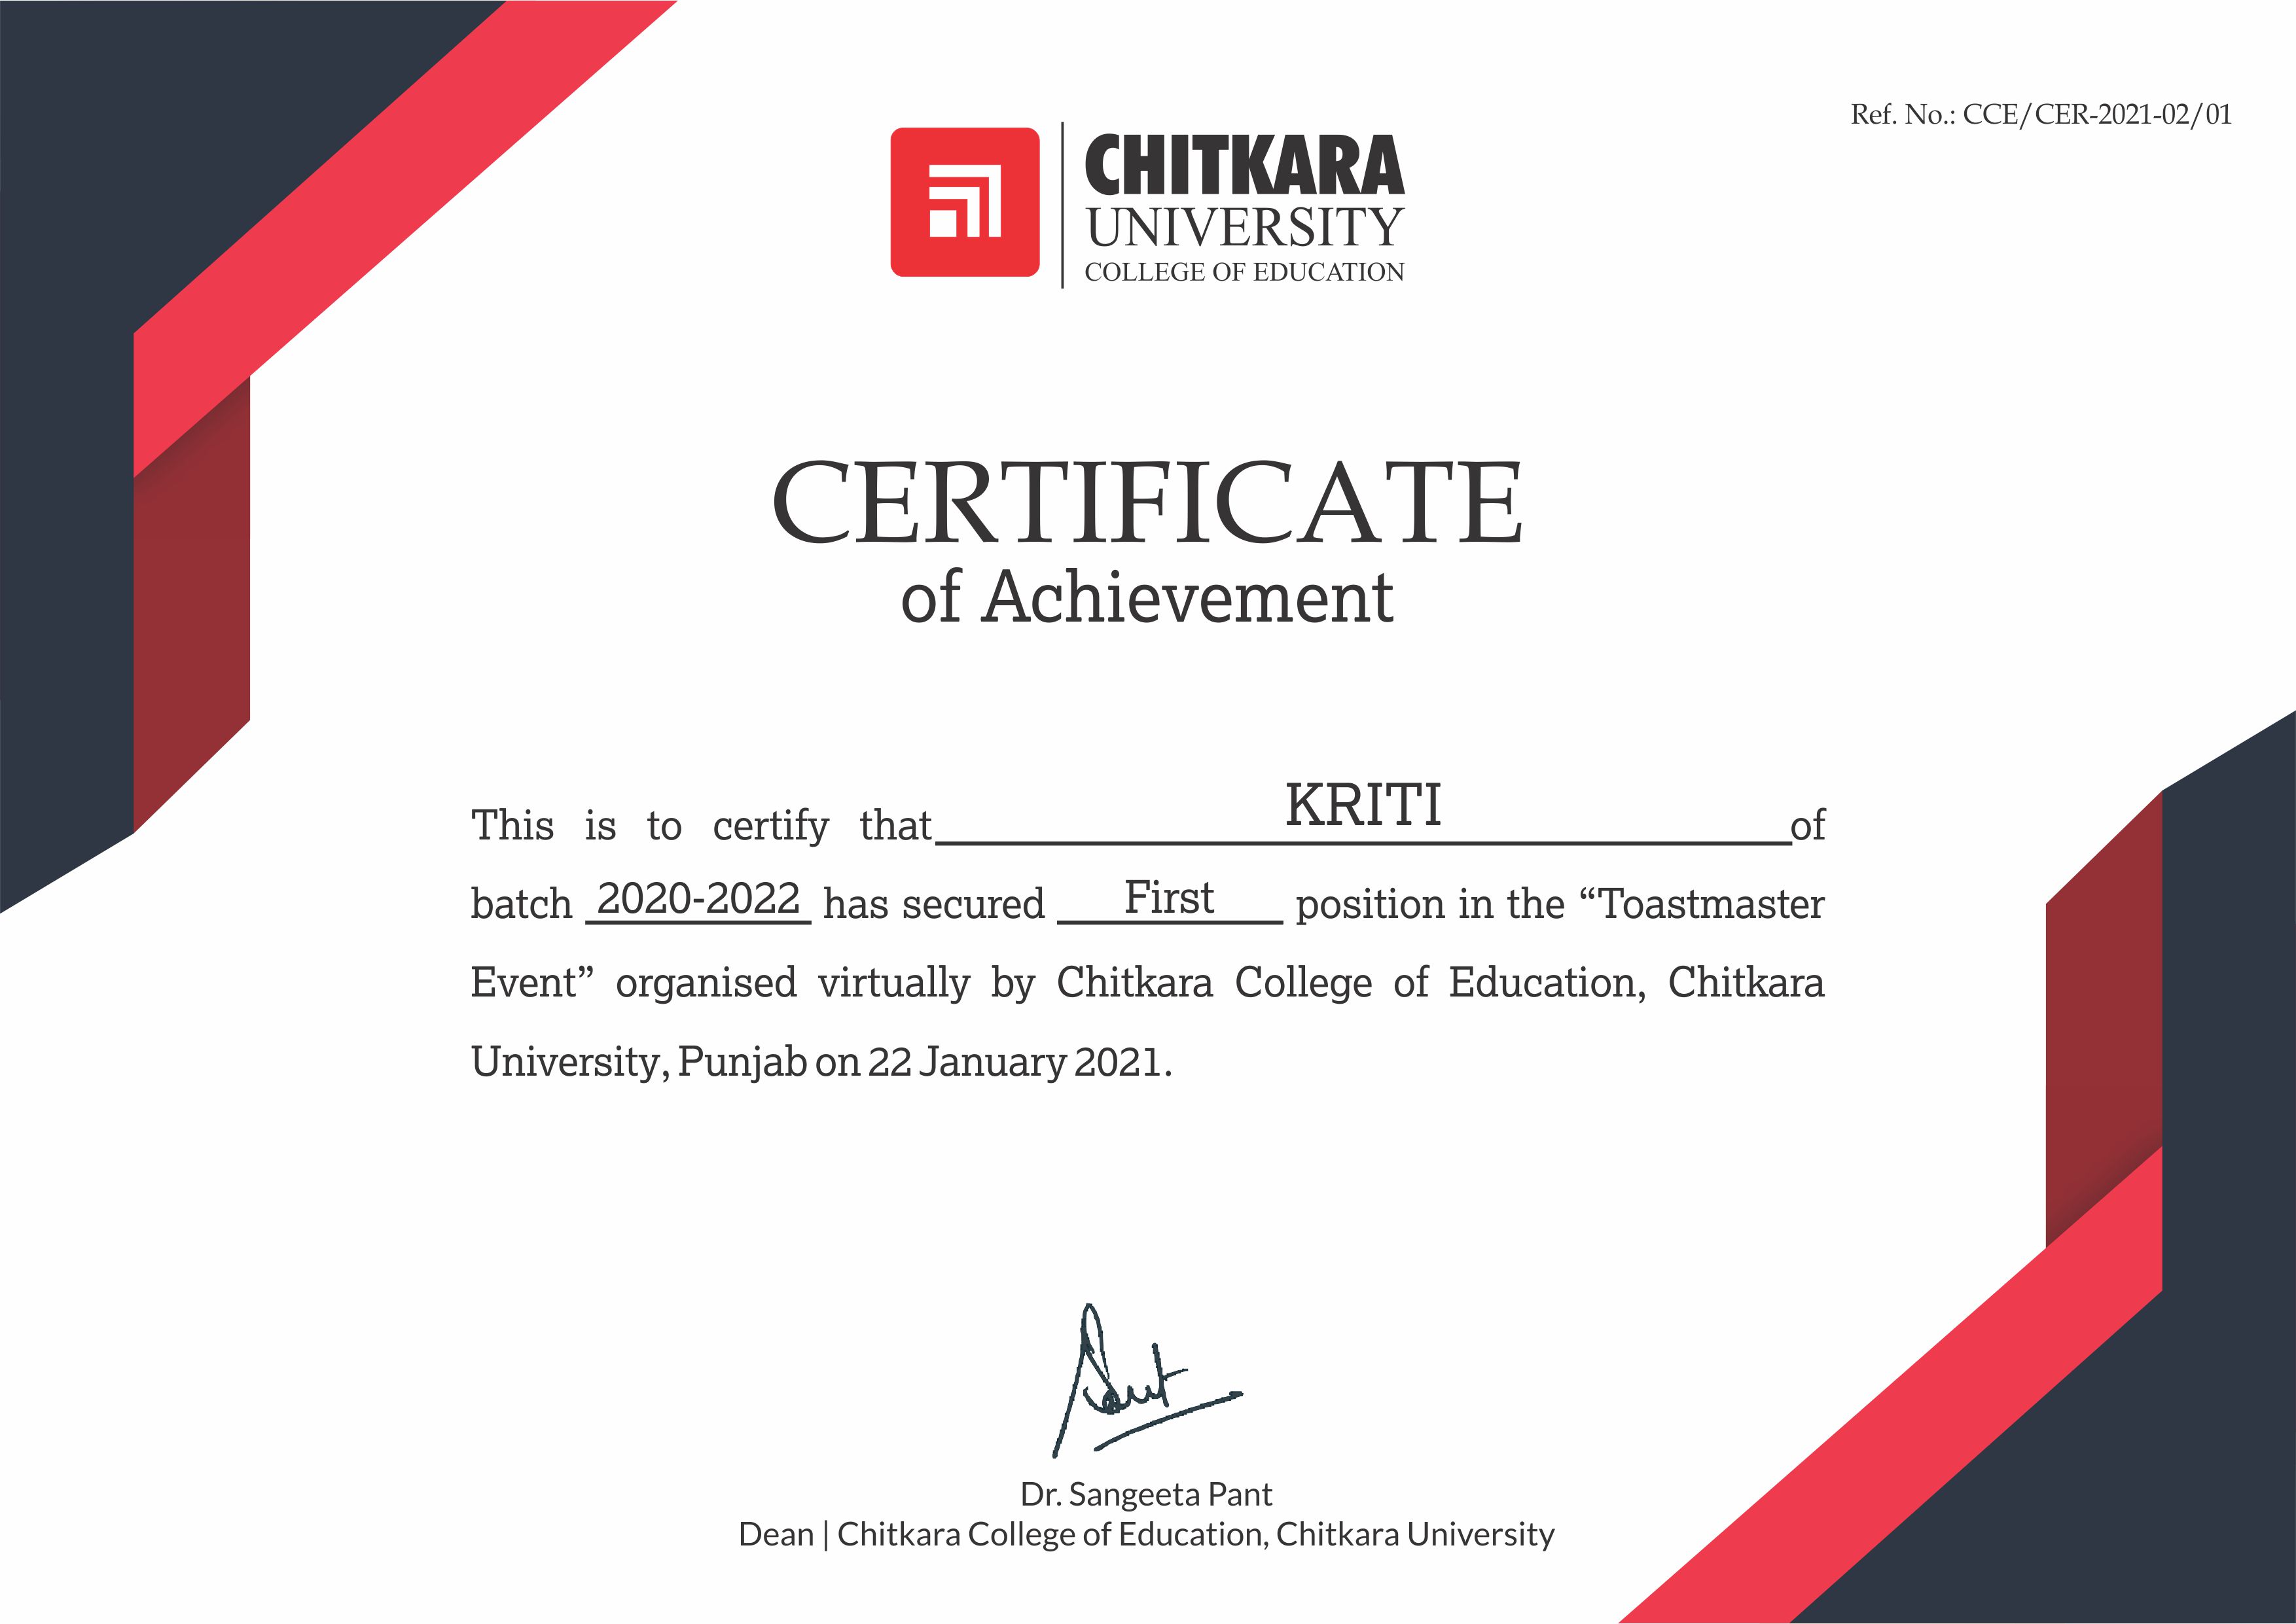 Ref. No.: CCE/CER-2021-02/01
CHITKARA
UNIVERSITY
COLLEGE OF EDUCATION
CERTIFICATE
of Achievement
This is to certify that KRITI of
batch 2020-2022 has secured First position in the “Toastmaster
Event” organised virtually by Chitkara College of Education, Chitkara
University, Punjab on 22 January 2021.
Dr. Sangeeta Pant
Dean | Chitkara College of Education, Chitkara University